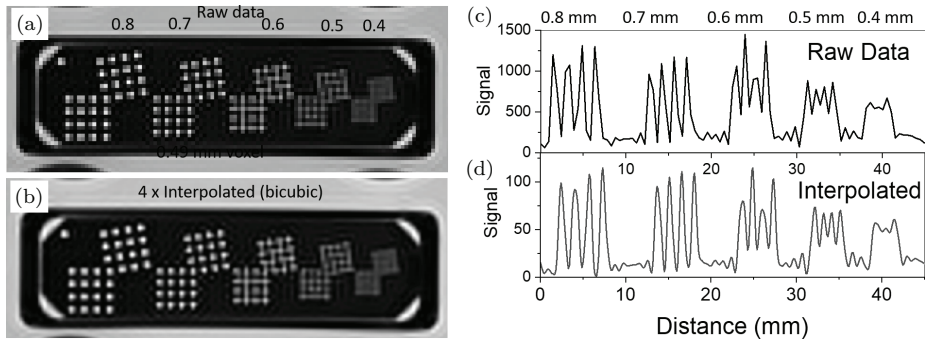 (a)
Raw data
0.8 0.7 0.6 0.5 0.4
0.49 mm voxel
(b)
4 x Interpolated (bicubic)
(c)
0.8 mm 0.7 mm 0.6 mm 0.5 mm 0.4 mm
1500
1000
500
0
Signal
Raw Data
0 10 20 30 40
(d)
100
50
0
Signal
Interpolated
0 10 20 30 40
Distance (mm)